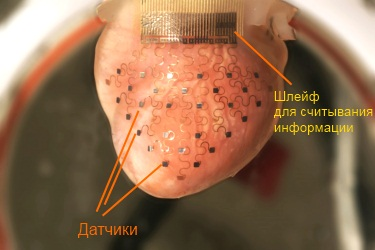 Шлейф
для считывания
информации
Датчики